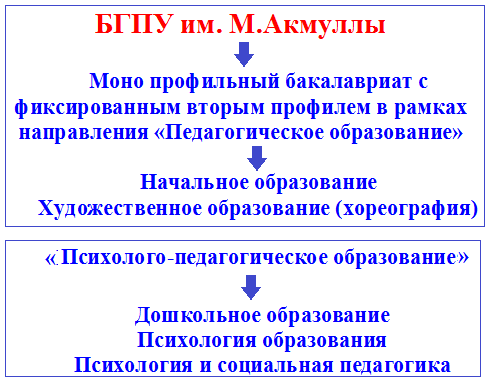 БГПУ им. М.Акмуллы
Моно профильный бакалавриат с
фиксированным вторым профилем в рамках
направления «Педагогическое образование»
Начальное образование
Художественное образование (хореография)
«Психолого-педагогическое образование»
Дошкольное образование
Психология образования
Психология и социальная педагогика